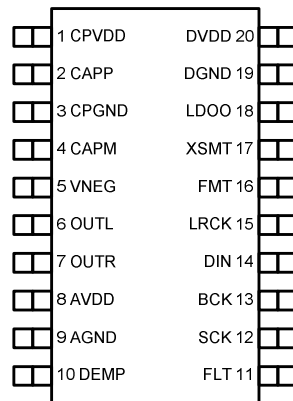 1 CPVDD DVDD 20
2 CAPP DGND 19
3 CPGND LDOO 18
4 CAPM XSMT 17
5 VNEG FMT 16
6 OUTL LRCK 15
7 OUTR DIN 14
8 AVDD BCK 13
9 AGND SCK 12
10 DEMP FLT 11